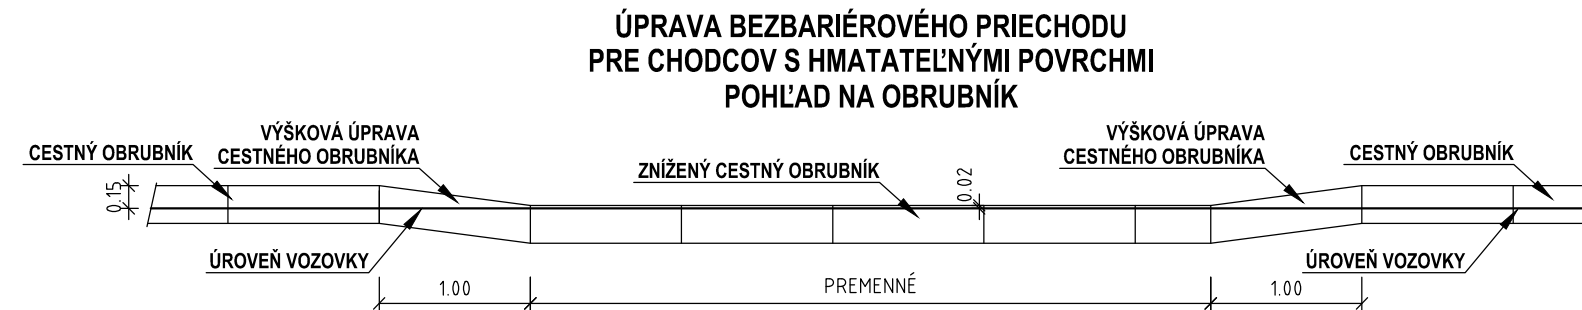 ÚPRAVA BEZBARIÉROVÉHO PRIECHODU
PRE CHODCOV S HMATATEĽNÝMI POVRCHMI
POHĽAD NA OBRUBNÍK
CESTNÝ OBRUBNÍK
VÝŠKOVÁ ÚPRAVA
CESTNÉHO OBRUBNÍKA
ZNÍŽENÝ CESTNÝ OBRUBNÍK
VÝŠKOVÁ ÚPRAVA
CESTNÉHO OBRUBNÍKA
CESTNÝ OBRUBNÍK
0.15
0.02
ÚROVEŇ VOZOVKY
ÚROVEŇ VOZOVKY
1.00
PREMENNÉ
1.00